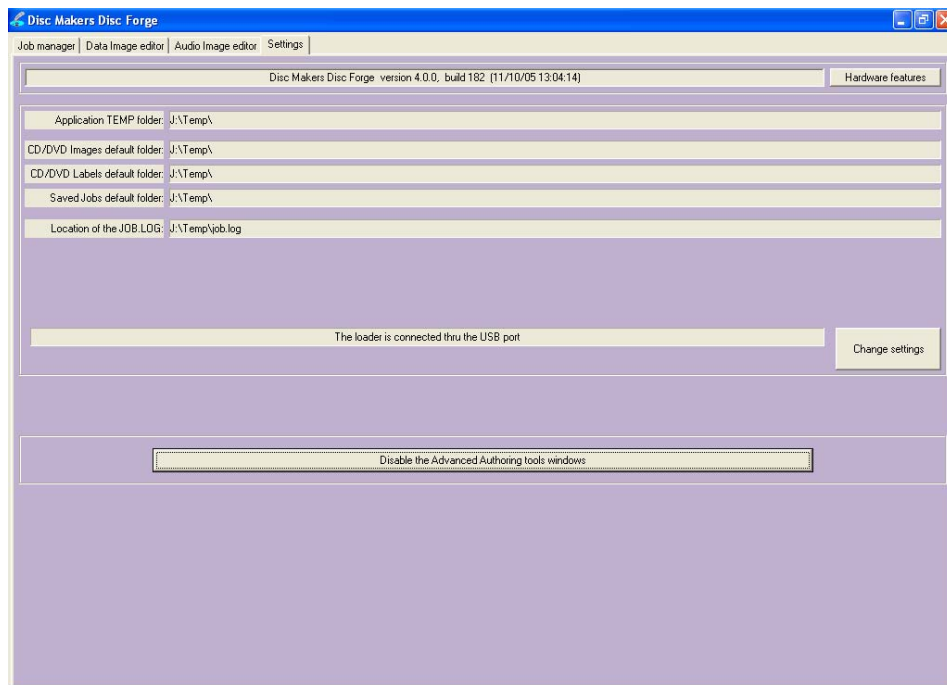 Disc Makers Disc Forge
Job manager Data Image editor Audio Image editor Settings
Disc Makers Disc Forge version 4.0.0, build 182 (11/10/05 13:04:14) Hardware features
Application TEMP folder: J:\Temp\
CD/DVD Images default folder: J:\Temp\
CD/DVD Labels default folder: J:\Temp\
Saved Jobs default folder: J:\Temp\
Location of the JOB.LOG: J:\Temp\job.log
The loader is connected thru the USB port
Change settings
Disable the Advanced Authoring tools windows